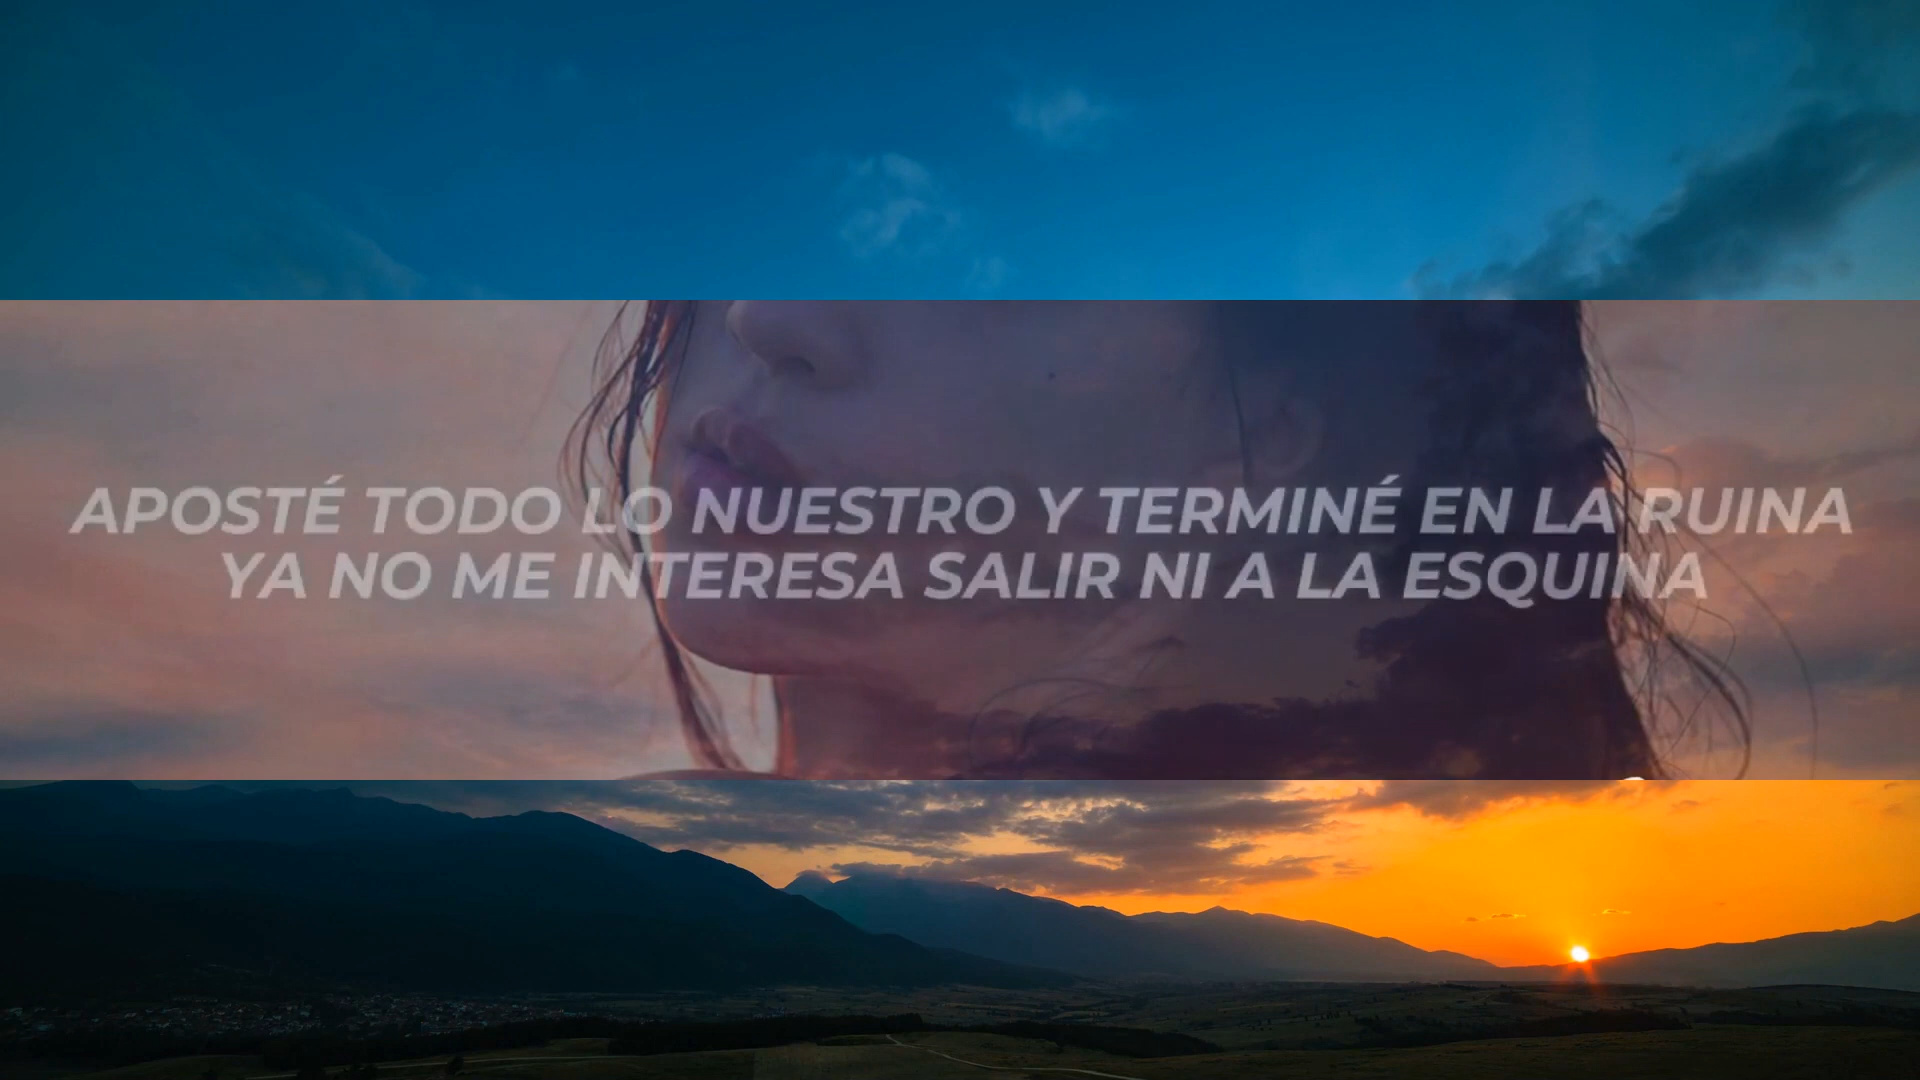 APOSTÉ TODO LO NUESTRO Y TERMINÉ EN LA RUINA
YA NO ME INTERESA SALIR NI A LA ESQUINA